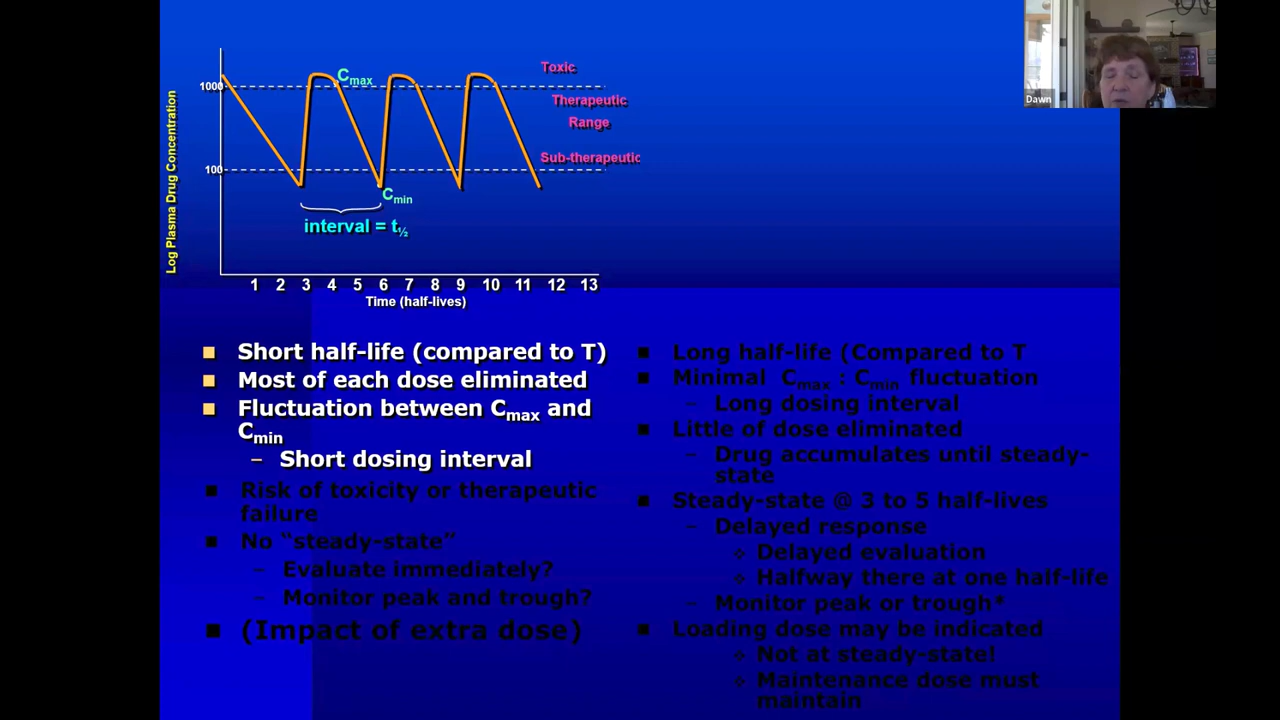 Dawn
Toxic
C
max
1000
Therapeutic
Range
Sub-therapeutic
100
C
min
interval = t½
Log Plasma Drug Concentration
1 2 3 4 5 6 7 8 9 10 11 12 13
Time (half-lives)
Short half-life (compared to T)
Most of each dose eliminated
Fluctuation between Cmax and
Cmin
– Short dosing interval
Risk of toxicity or therapeutic
failure
No “steady-state”
– Evaluate immediately?
– Monitor peak and trough?
(Impact of extra dose)
Long half-life (Compared to T
Minimal Cmax : Cmin fluctuation
– Long dosing interval
Little of dose eliminated
– Drug accumulates until steady-
state
Steady-state @ 3 to 5 half-lives
– Delayed response
Delayed evaluation
Halfway there at one half-life
– Monitor peak or trough*
Loading dose may be indicated
Not at steady-state!
Maintenance dose must
maintain